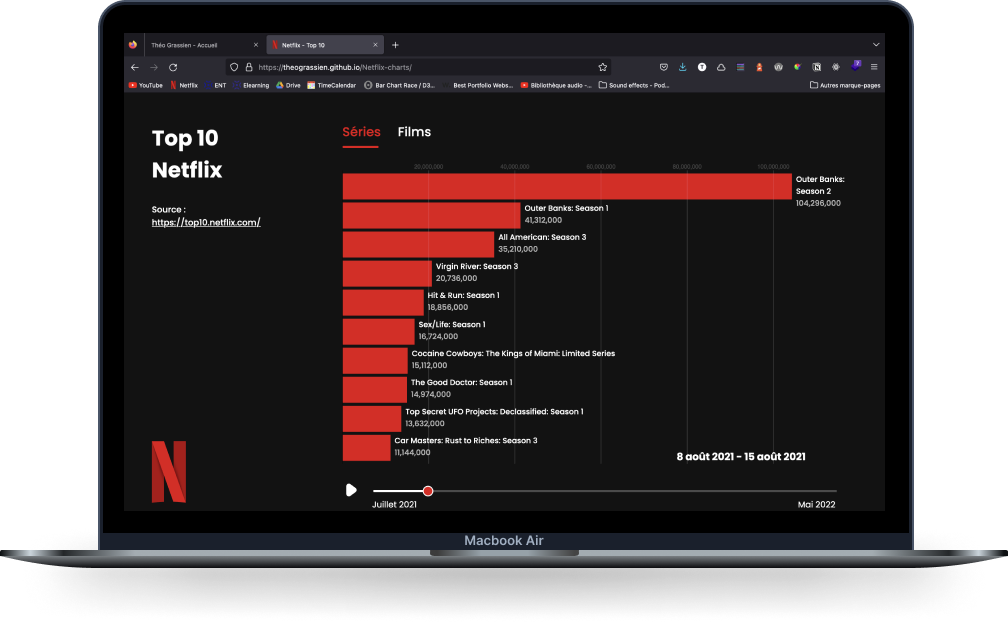 Théo Grassien - Accueil
Netflix - Top 10
https://theograssien.github.io/Netflix-charts/
YouTube
Netflix
ENT
Elearning
Drive
TimeCalendar
Bar Chart Race / D3...
Best Portfolio Webs...
Bibliothèque audio –...
Sound effects - Pod...
Autres marque-pages
Top 10
Netflix
Source :
https://top10.netflix.com/
Séries
Films
20,000,000
40,000,000
60,000,000
80,000,000
100,000,000
Outer Banks:
Season 2
104,296,000
Outer Banks: Season 1
41,312,000
All American: Season 3
35,210,000
Virgin River: Season 3
20,736,000
Hit & Run: Season 1
18,856,000
Sex/Life: Season 1
16,724,000
Cocaine Cowboys: The Kings of Miami: Limited Series
15,112,000
The Good Doctor: Season 1
14,974,000
Top Secret UFO Projects: Declassified: Season 1
13,632,000
Car Masters: Rust to Riches: Season 3
11,144,000
8 août 2021 - 15 août 2021
Juillet 2021
Mai 2022
Macbook Air